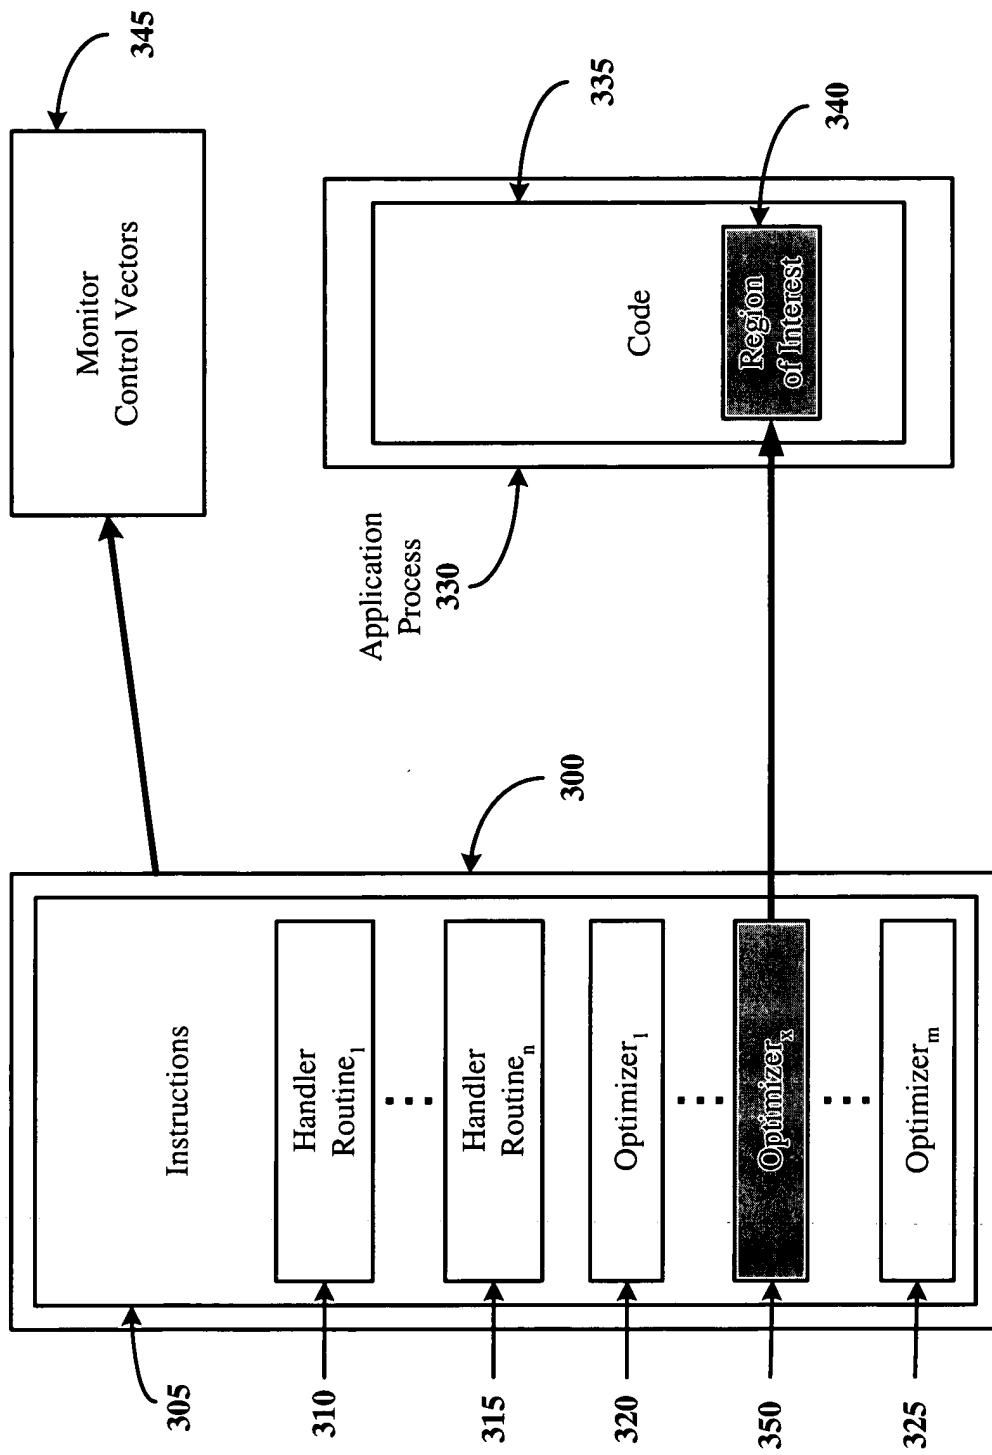 305
Instructions
310
Handler
Routine1
315
Handler
Routinen
320
Optimizer1
350
Optimizerx
325
Optimizerm
300
345
Monitor
Control Vectors
Application
Process
330
335
Code
340
Region
of Interest